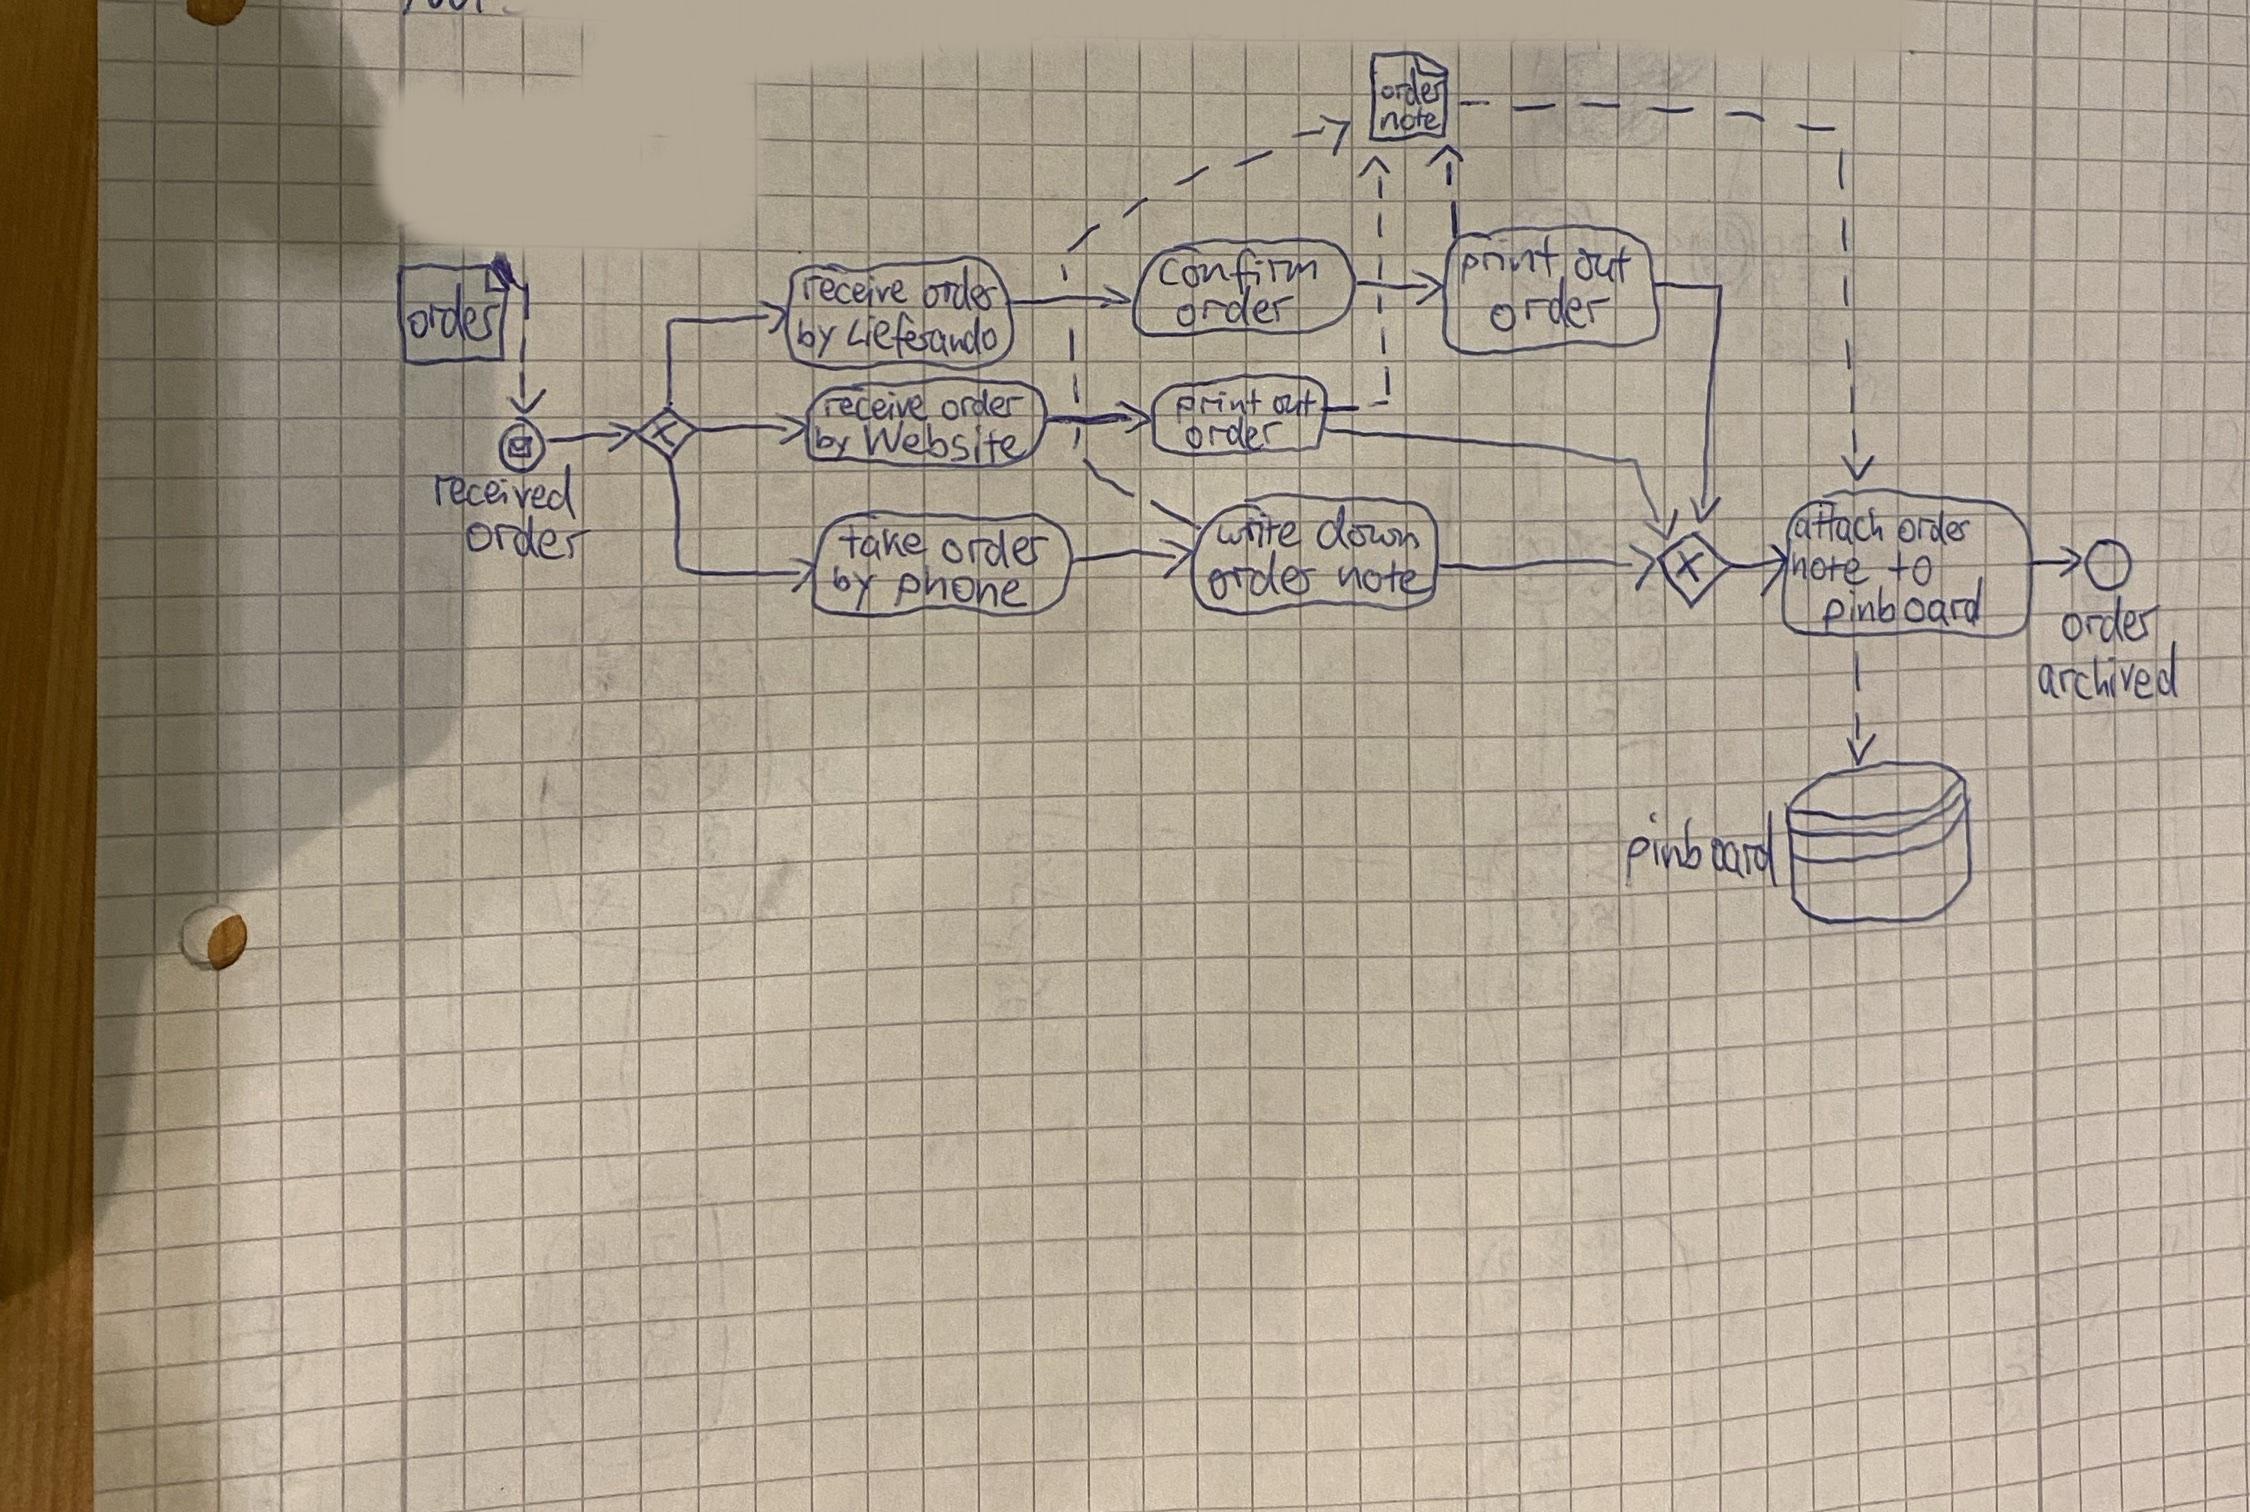 order
note
order
received
order
receive order
by Lieferando
confirm
order
print out
order
receive order
by Website
print out
order
take order
by phone
write down
order note
attach order
note to
pinboard
order
archived
pinboard